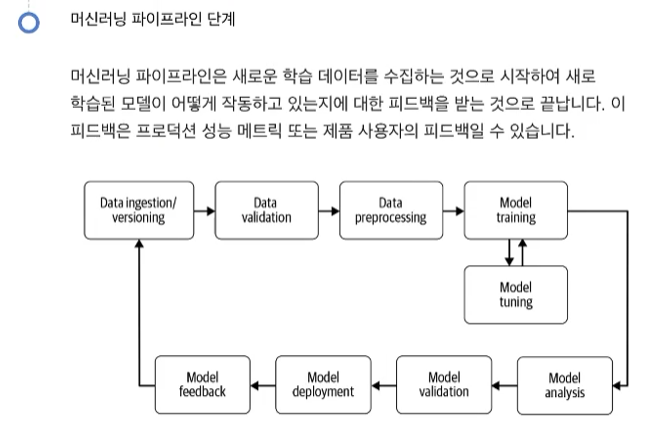 머신러닝 파이프라인 단계
머신러닝 파이프라인은 새로운 학습 데이터를 수집하는 것으로 시작하여 새로
학습된 모델이 어떻게 작동하고 있는지에 대한 피드백을 받는 것으로 끝납니다. 이
피드백은 프로덕션 성능 메트릭 또는 제품 사용자의 피드백일 수 있습니다.
Data ingestion/
versioning
Data
validation
Data
preprocessing
Model
training
Model
tuning
Model
feedback
Model
deployment
Model
validation
Model
analysis